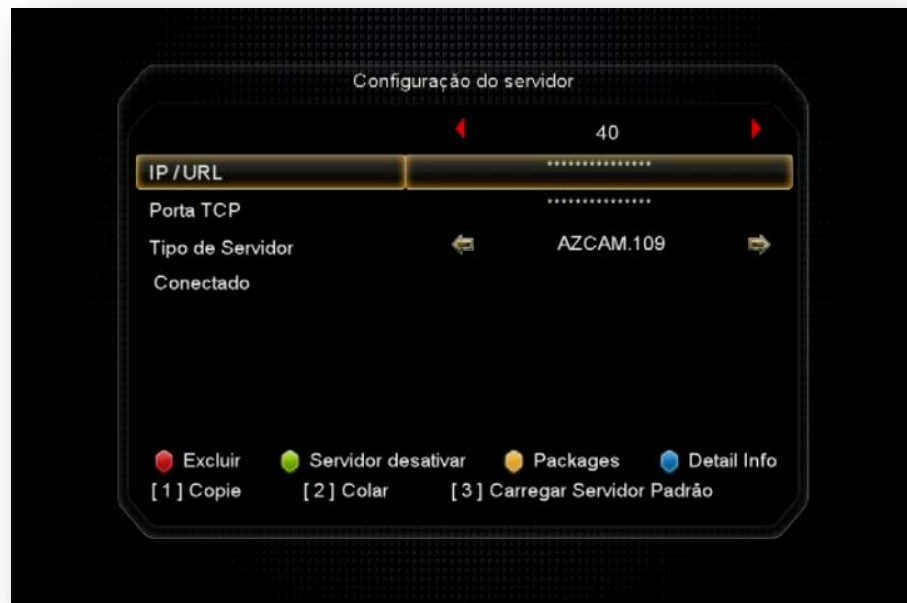 Configuração do servidor
40
IP / URL ***************
Porta TCP ***************
Tipo de Servidor AZCAM.109
Conectado
Excluir Servidor desativar Packages Detail Info
[ 1 ] Copie [ 2 ] Colar [ 3 ] Carregar Servidor Padrão